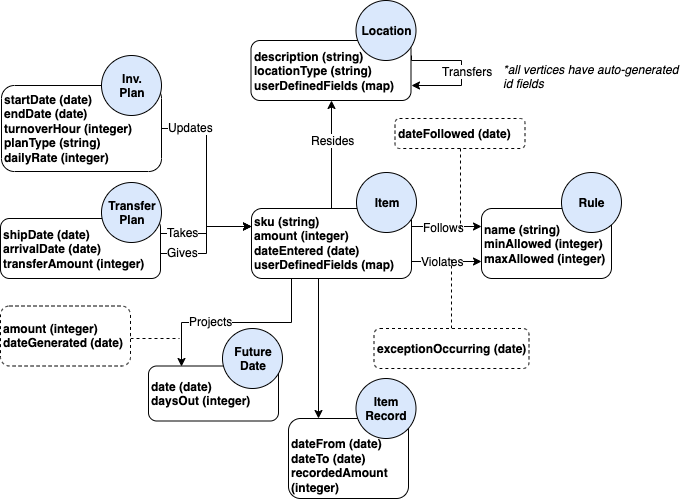 Location
description (string)
locationType (string)
userDefinedFields (map)
Transfers
*all vertices have auto-generated
id fields
Inv.
Plan
startDate (date)
endDate (date)
turnoverHour (integer)
planType (string)
dailyRate (integer)
Updates
Resides
dateFollowed (date)
Transfer
Plan
shipDate (date)
arrivalDate (date)
transferAmount (integer)
Takes
Gives
Item
sku (string)
amount (integer)
dateEntered (date)
userDefinedFields (map)
Follows
Violates
Rule
name (string)
minAllowed (integer)
maxAllowed (integer)
amount (integer)
dateGenerated (date)
Projects
exceptionOccurring (date)
Future
Date
date (date)
daysOut (integer)
Item
Record
dateFrom (date)
dateTo (date)
recordedAmount
(integer)